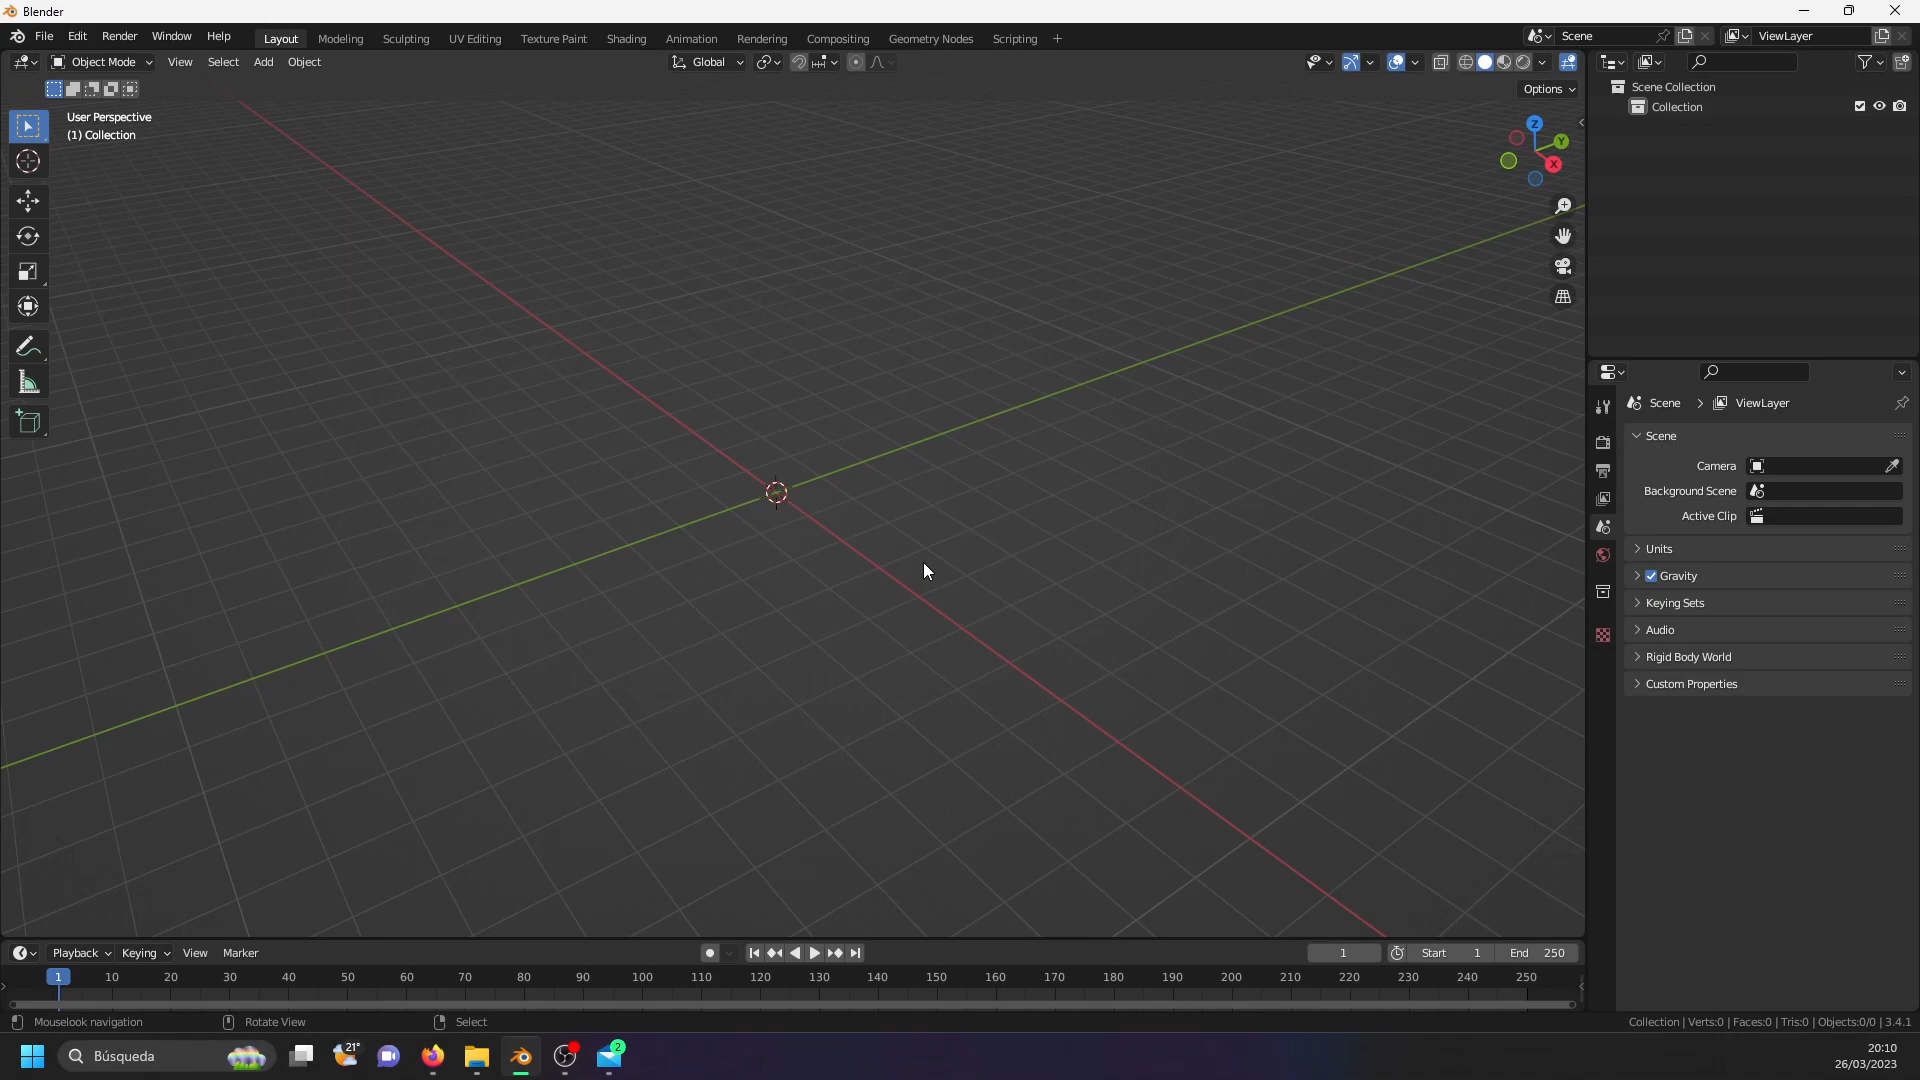 Blender
File Edit Render Window Help Layout Modeling Sculpting UV Editing Texture Paint Shading Animation Rendering Compositing Geometry Nodes Scripting + Scene ViewLayer
Object Mode View Select Add Object Global
Options
User Perspective
(1) Collection
Z
Y
X
Scene Collection
Collection
Scene > ViewLayer
Scene
Camera
Background Scene
Active Clip
Units
Gravity
Keying Sets
Audio
Rigid Body World
Custom Properties
Playback Keying View Marker 1 Start 1 End 250
1 10 20 30 40 50 60 70 80 90 100 110 120 130 140 150 160 170 180 190 200 210 220 230 240 250
Mouselook navigation Rotate View Select Collection | Verts:0 | Faces:0 | Tris:0 | Objects:0/0 | 3.4.1
Búsqueda 21° 2
20:10
26/03/2023